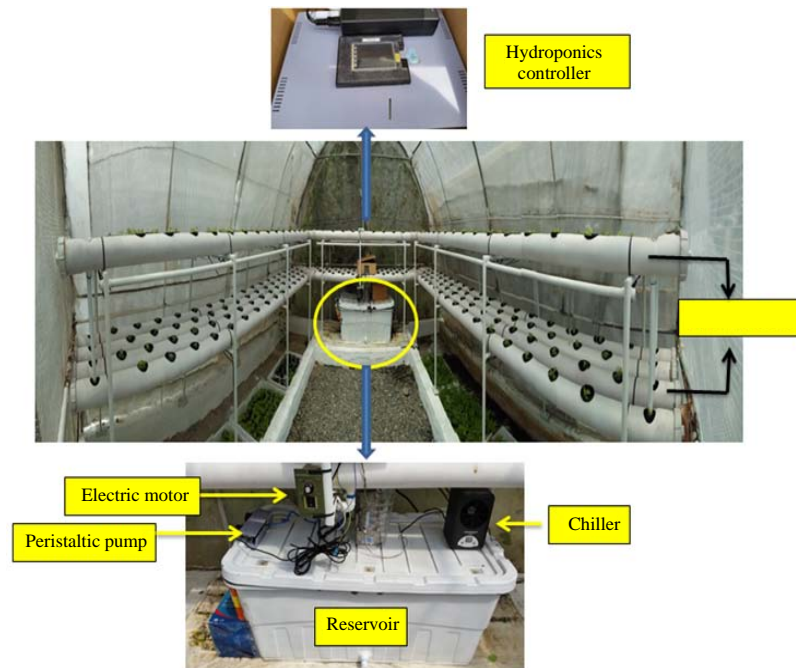 Hydroponics
controller
Electric motor
Peristaltic pump
Chiller
Reservoir